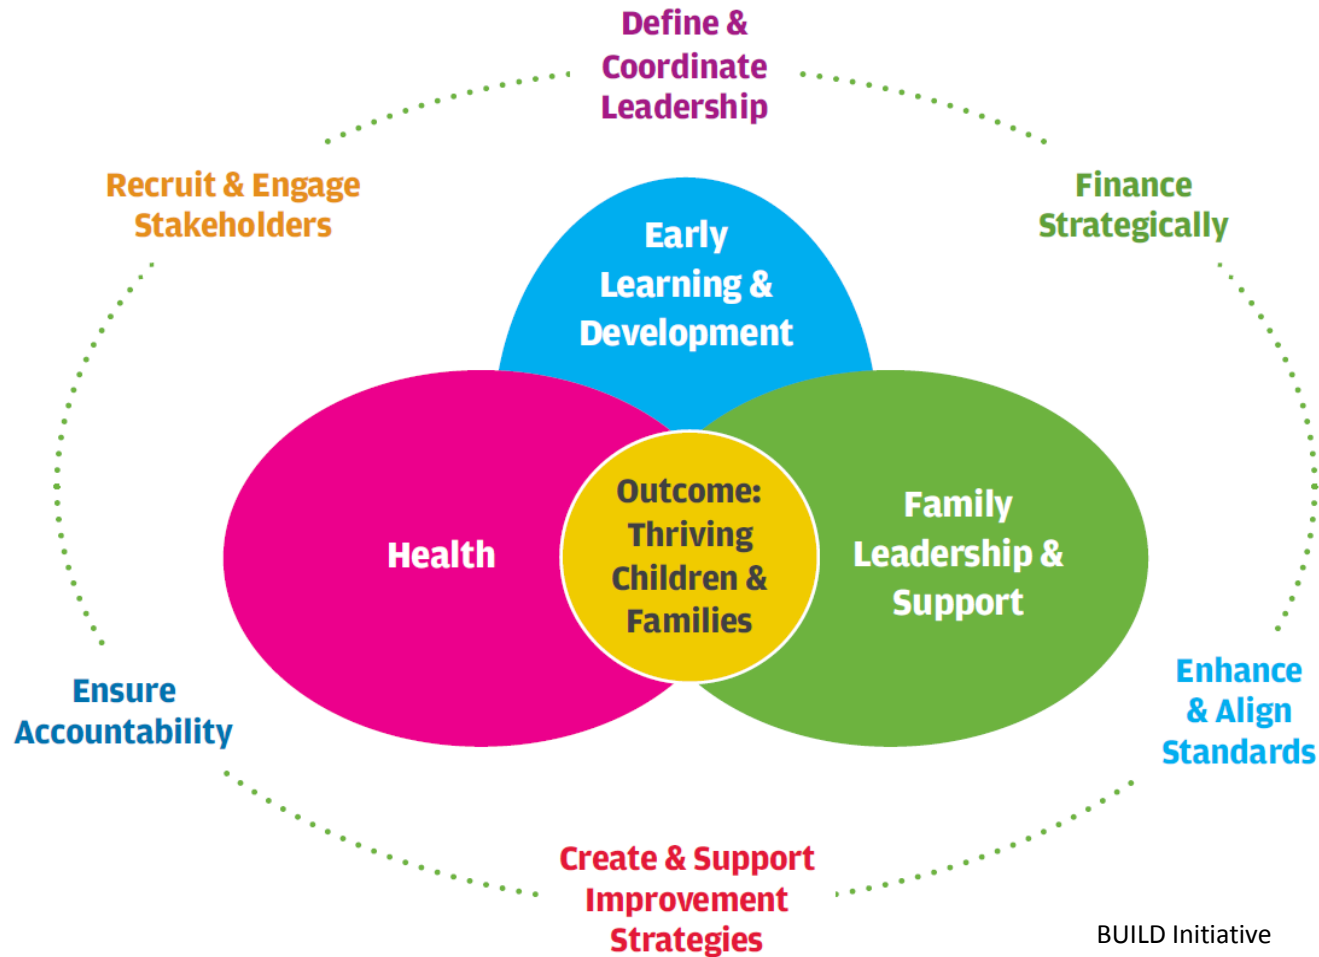 Define &
Coordinate
Leadership
Recruit & Engage
Stakeholders
Finance
Strategically
Early
Learning &
Development
Health
Outcome:
Thriving
Children &
Families
Family
Leadership &
Support
Ensure
Accountability
Enhance
& Align
Standards
Create & Support
Improvement
Strategies
BUILD Initiative